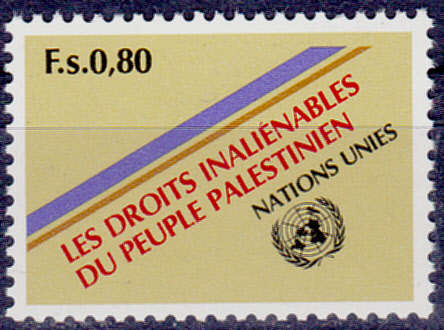 F.s.0,80
LES DROITS INALIÉNABLES
DU PEUPLE PALESTINIEN
NATIONS UNIES